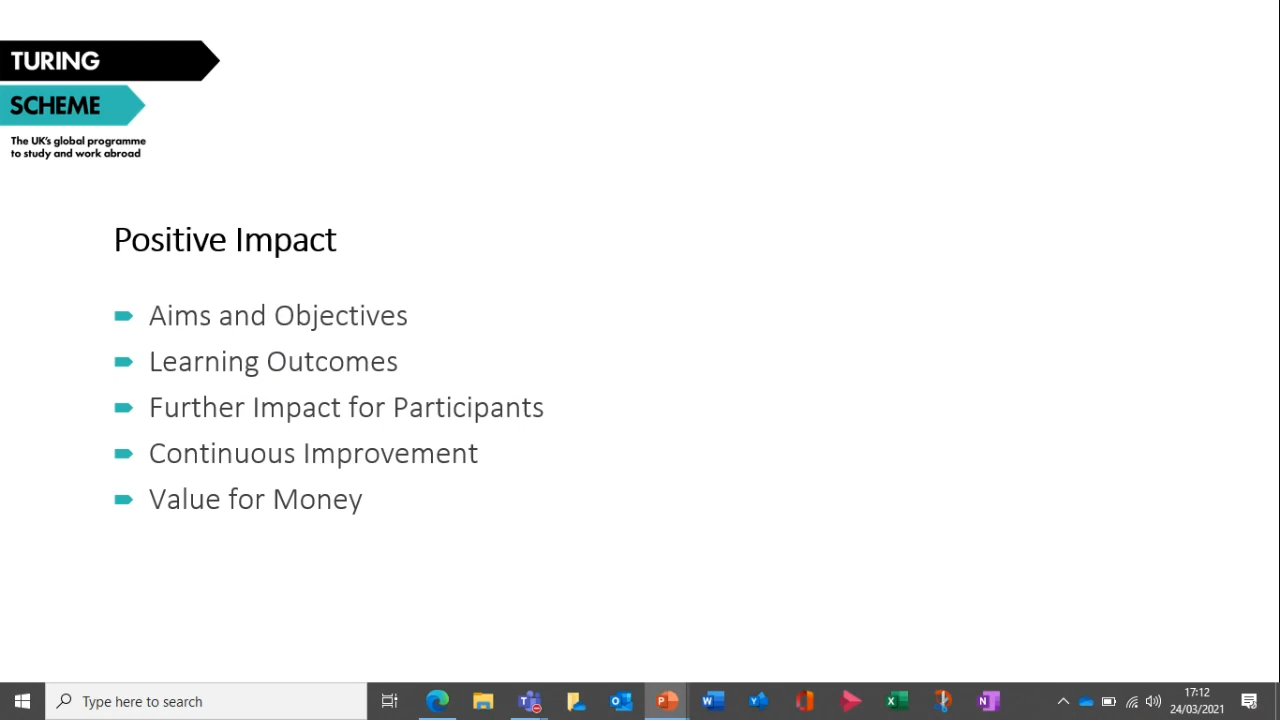 TURING
SCHEME
The UK's global programme
to study and work abroad
Positive Impact
Aims and Objectives
Learning Outcomes
Further Impact for Participants
Continuous Improvement
Value for Money
Type here to search
17:12
24/03/2021